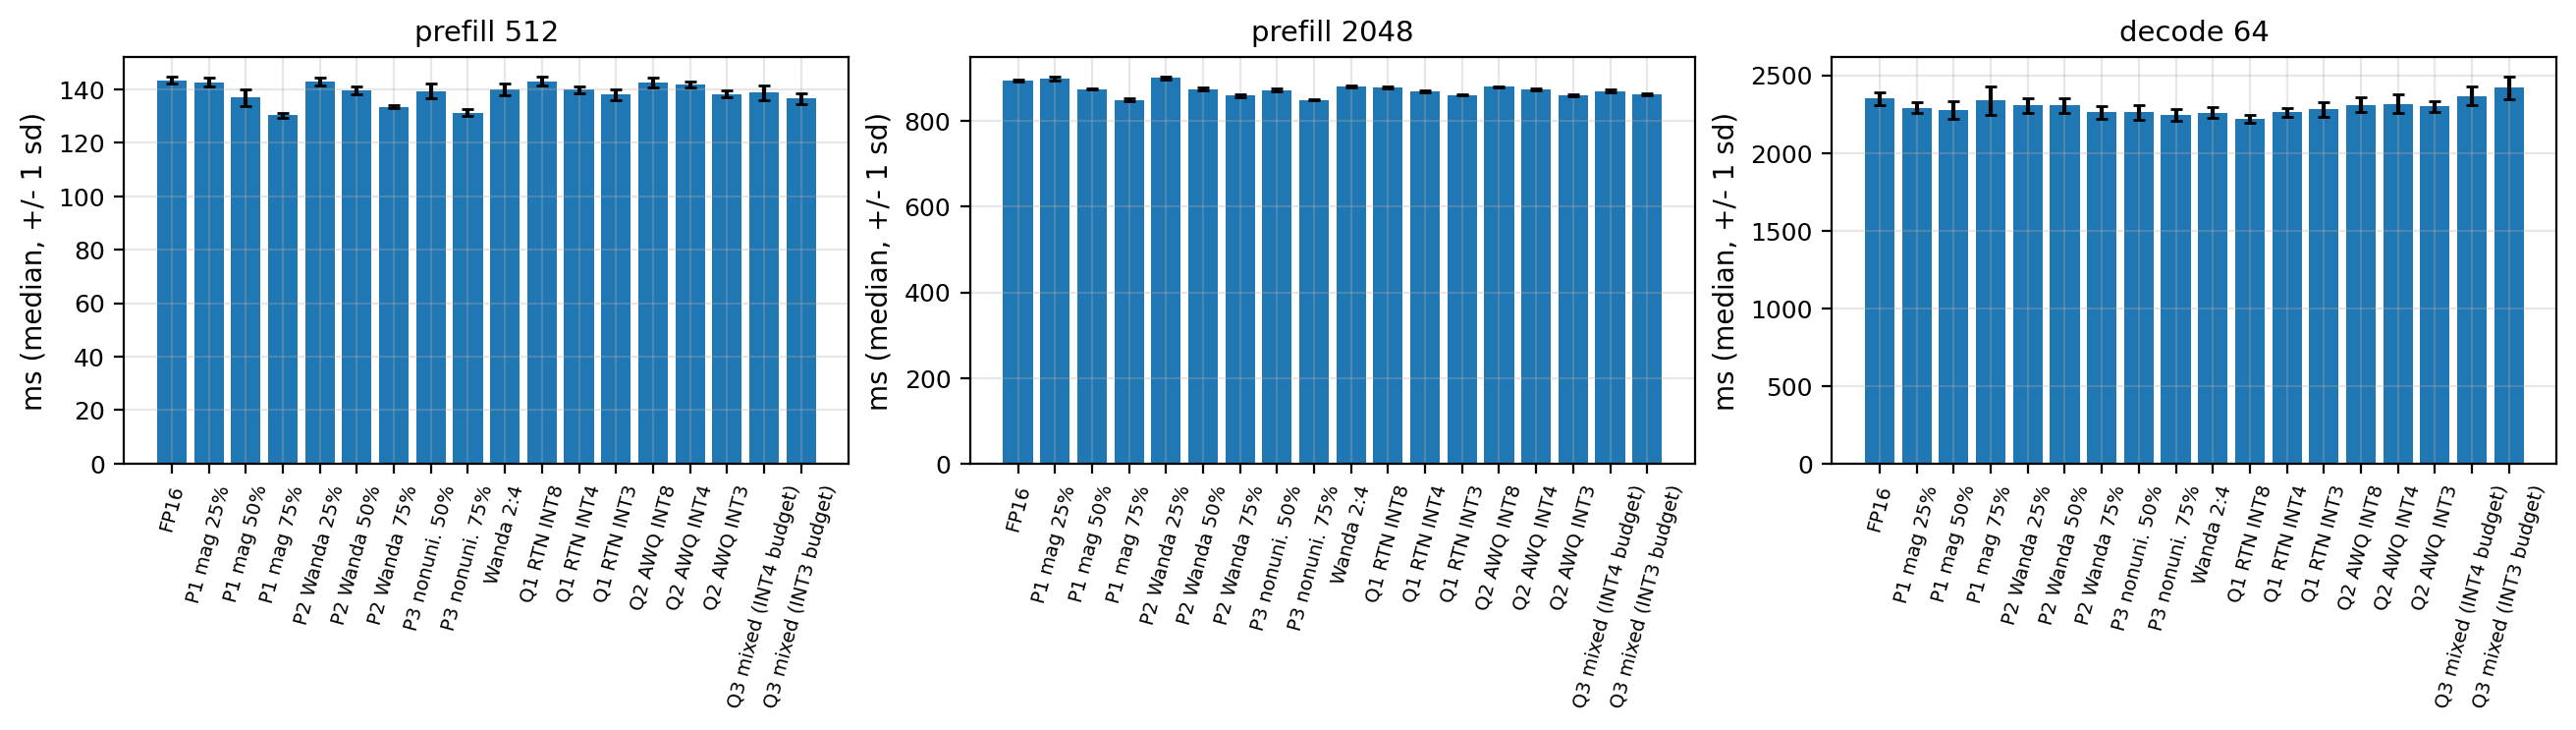 prefill 512
ms (median, +/- 1 sd)
140
120
100
80
60
40
20
0
FP16
P1 mag 25%
P1 mag 50%
P1 mag 75%
P2 Wanda 25%
P2 Wanda 50%
P2 Wanda 75%
P3 nonuni. 50%
P3 nonuni. 75%
Wanda 2:4
Q1 RTN INT8
Q1 RTN INT4
Q1 RTN INT3
Q2 AWQ INT8
Q2 AWQ INT4
Q2 AWQ INT3
Q3 mixed (INT4 budget)
Q3 mixed (INT3 budget)
prefill 2048
ms (median, +/- 1 sd)
800
600
400
200
0
FP16
P1 mag 25%
P1 mag 50%
P1 mag 75%
P2 Wanda 25%
P2 Wanda 50%
P2 Wanda 75%
P3 nonuni. 50%
P3 nonuni. 75%
Wanda 2:4
Q1 RTN INT8
Q1 RTN INT4
Q1 RTN INT3
Q2 AWQ INT8
Q2 AWQ INT4
Q2 AWQ INT3
Q3 mixed (INT4 budget)
Q3 mixed (INT3 budget)
decode 64
ms (median, +/- 1 sd)
2500
2000
1500
1000
500
0
FP16
P1 mag 25%
P1 mag 50%
P1 mag 75%
P2 Wanda 25%
P2 Wanda 50%
P2 Wanda 75%
P3 nonuni. 50%
P3 nonuni. 75%
Wanda 2:4
Q1 RTN INT8
Q1 RTN INT4
Q1 RTN INT3
Q2 AWQ INT8
Q2 AWQ INT4
Q2 AWQ INT3
Q3 mixed (INT4 budget)
Q3 mixed (INT3 budget)